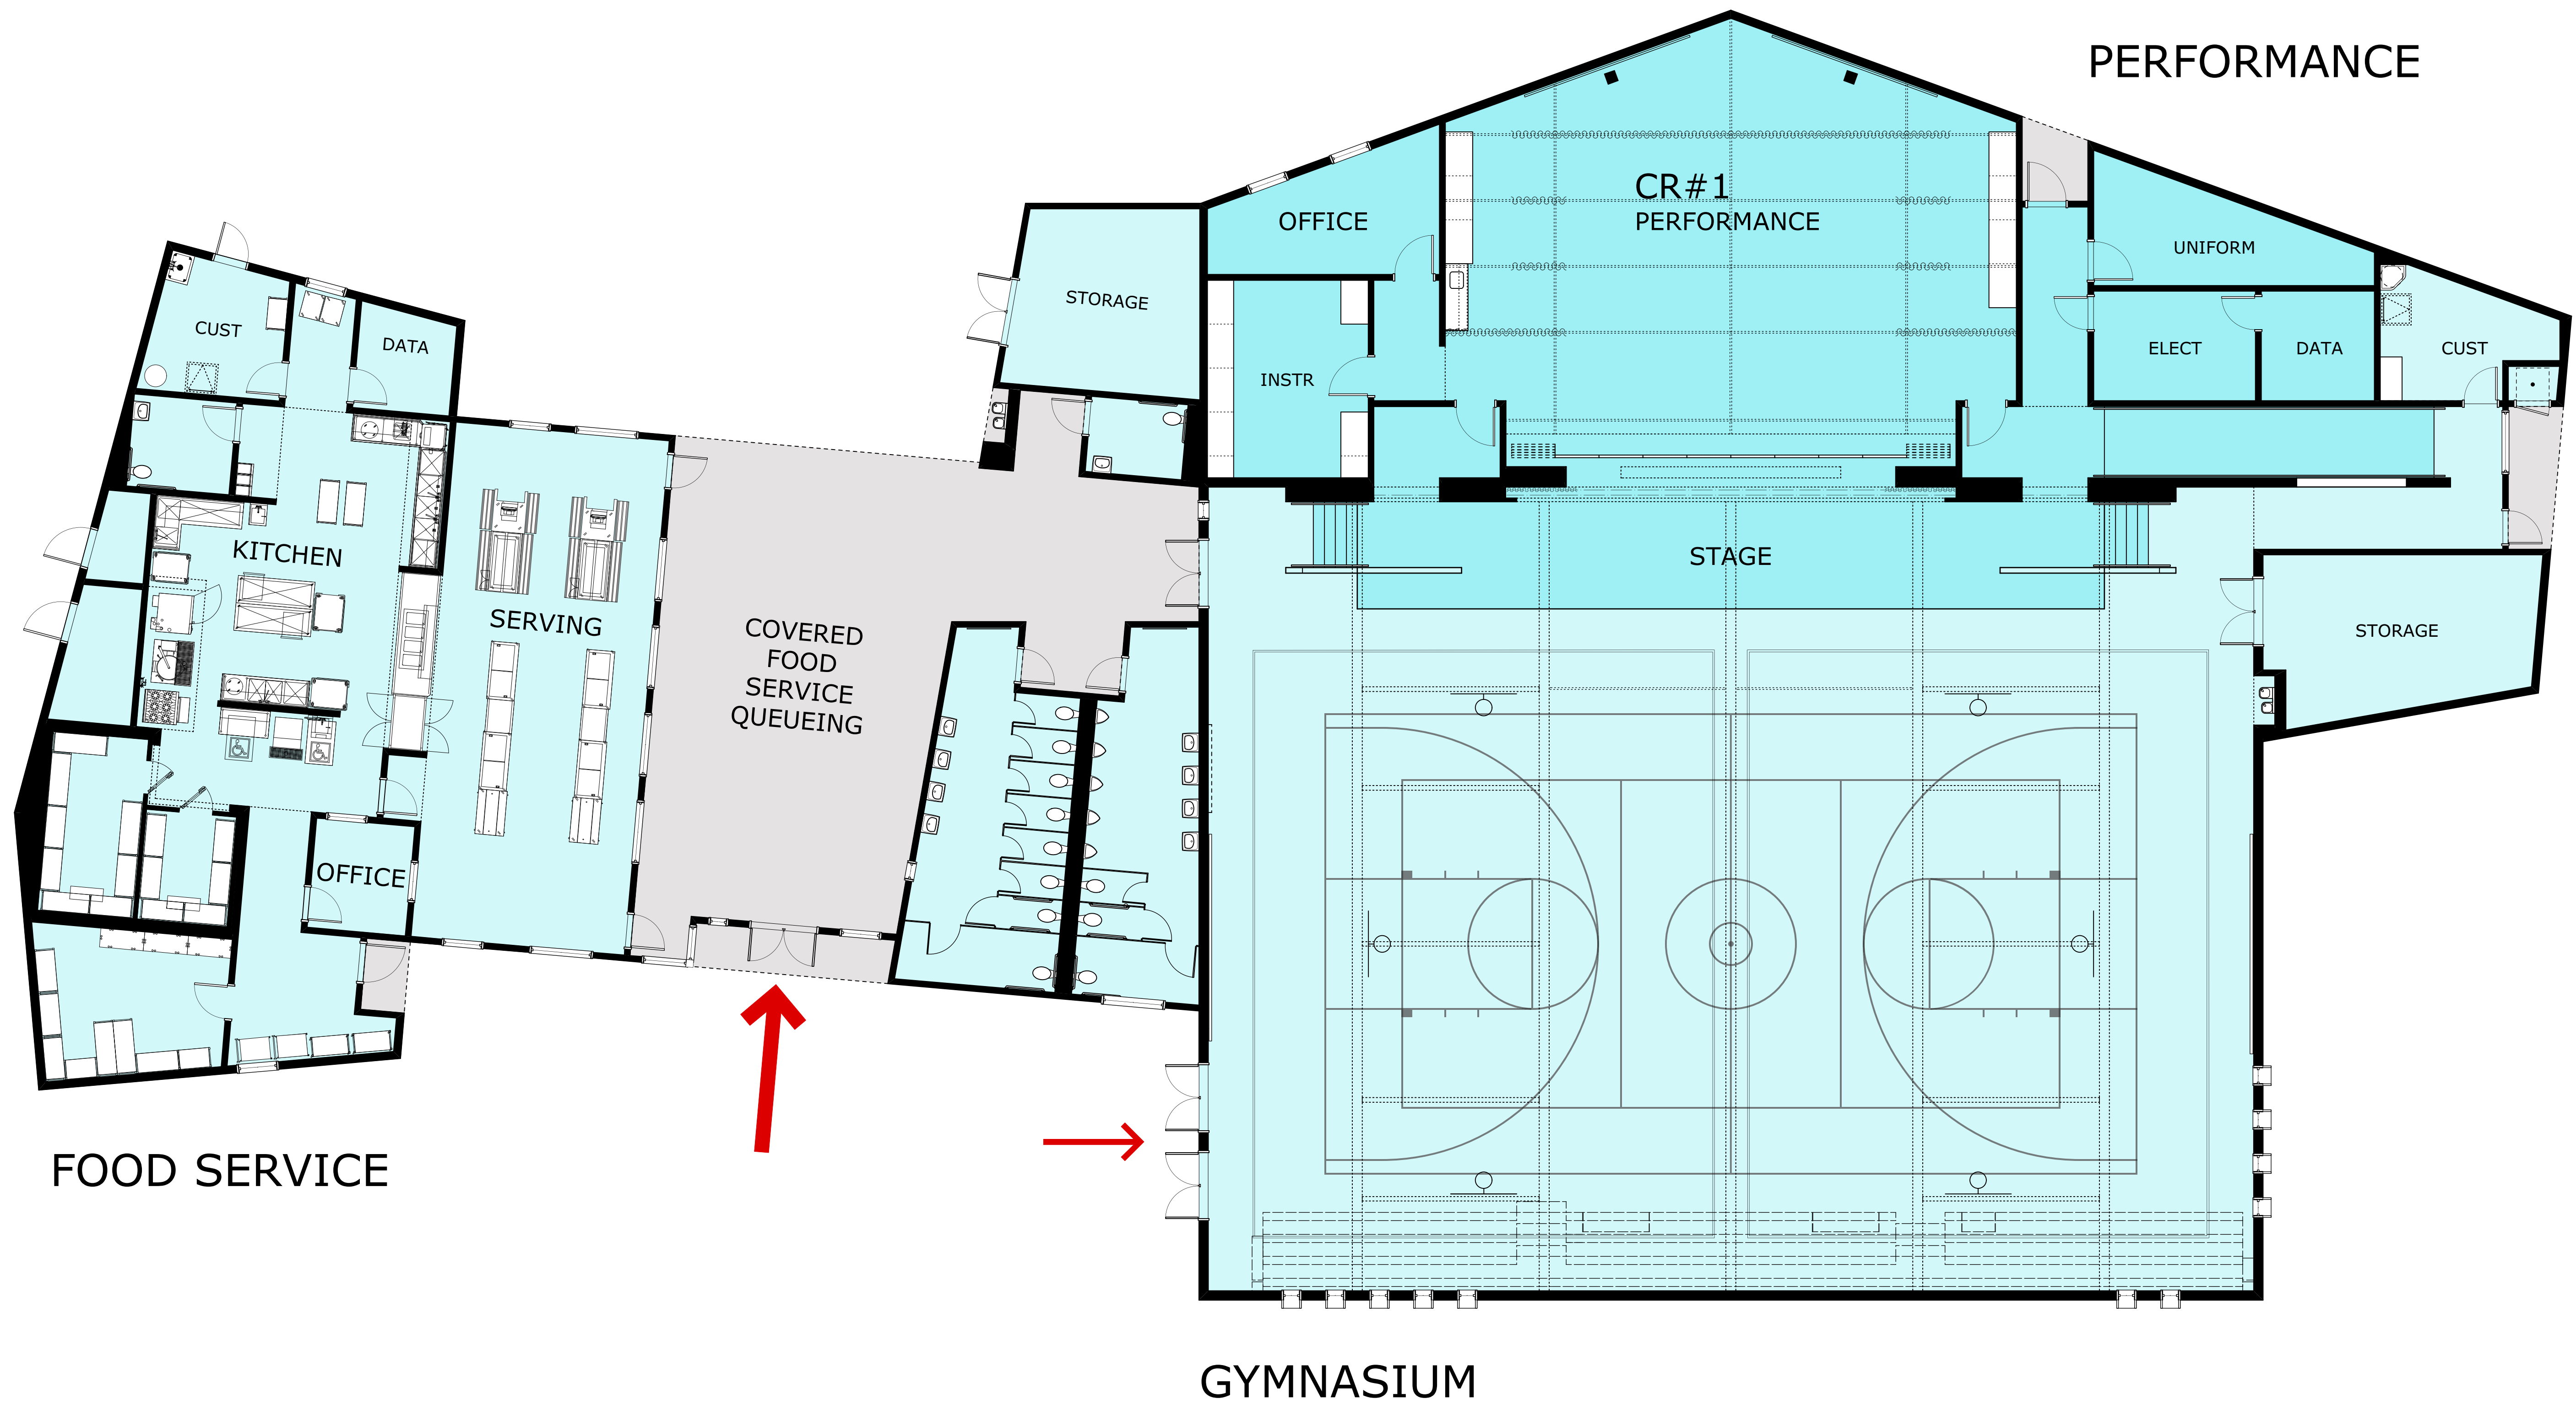 PERFORMANCE
CR#1
PERFORMANCE
OFFICE
UNIFORM
STORAGE
CUST
DATA
INSTR
ELECT
DATA
CUST
KITCHEN
SERVING
STAGE
COVERED
FOOD
SERVICE
QUEUEING
STORAGE
OFFICE
FOOD SERVICE
GYMNASIUM